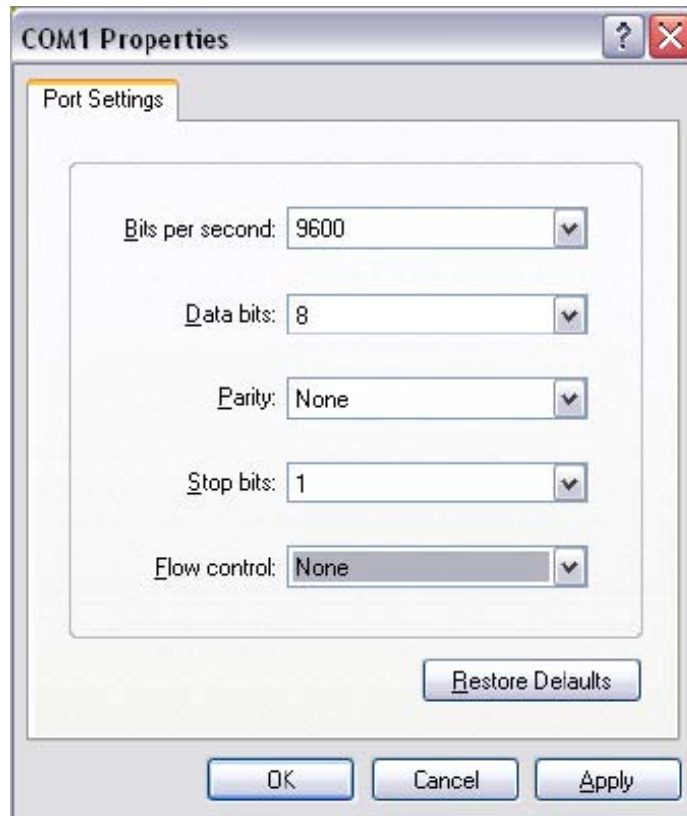 COM1 Properties
Port Settings
Bits per second: 9600
Data bits: 8
Parity: None
Stop bits: 1
Flow control: None
Restore Delaults
OK Cancel Apply